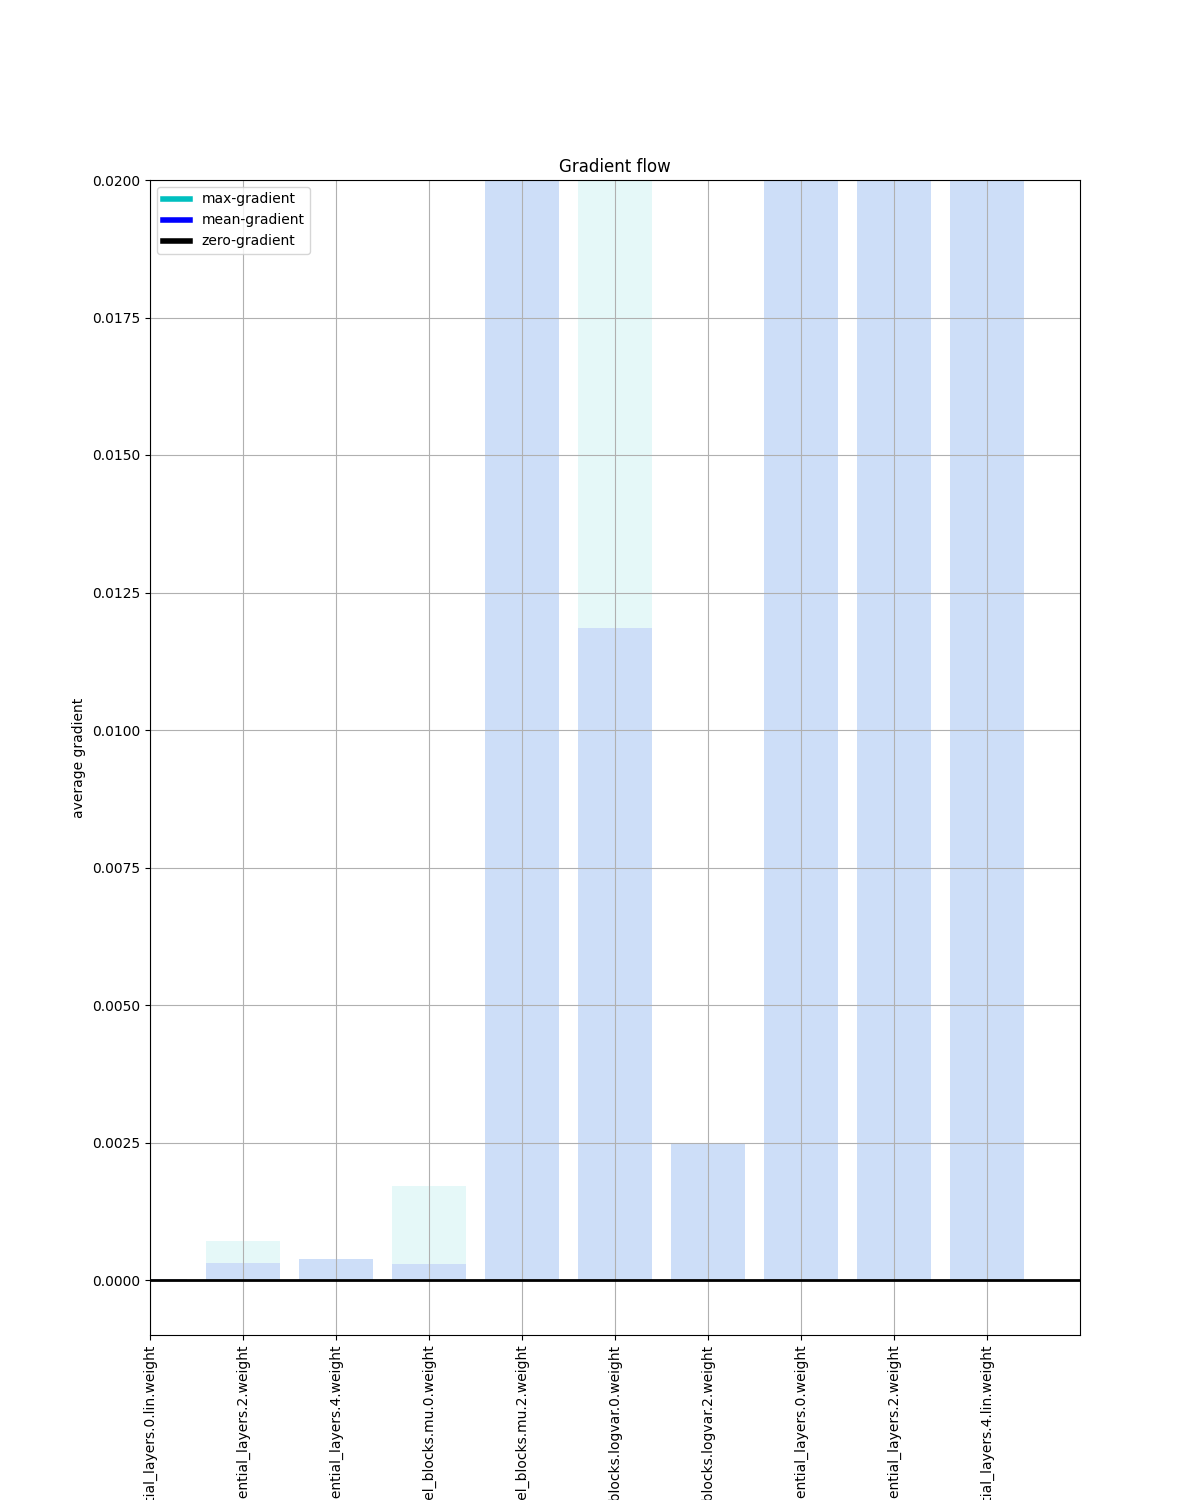 Gradient flow
max-gradient
mean-gradient
zero-gradient
average gradient
0.0200
0.0175
0.0150
0.0125
0.0100
0.0075
0.0050
0.0025
0.0000
tial_layers.0.lin.weight
ential_layers.2.weight
ential_layers.4.weight
el_blocks.mu.0.weight
el_blocks.mu.2.weight
blocks.logvar.0.weight
blocks.logvar.2.weight
ential_layers.0.weight
ential_layers.2.weight
tial_layers.4.lin.weight